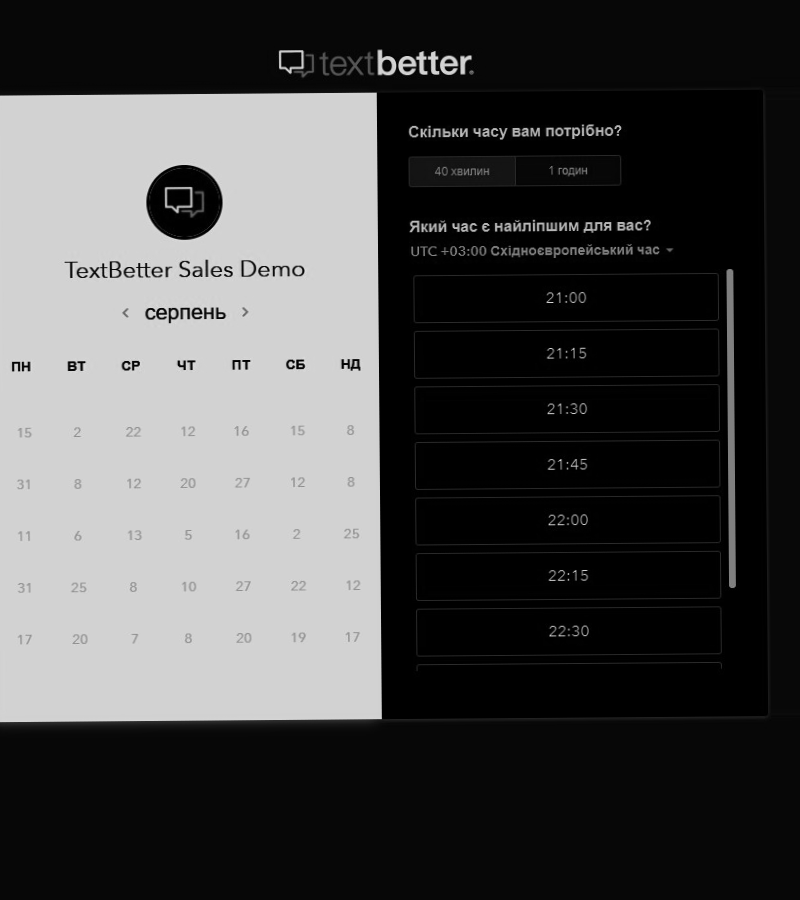 textbetter.
TextBetter Sales Demo
серпень
ПН ВТ СР ЧТ ПТ СБ НД
15 2 22 12 16 15 8
31 8 12 20 27 12 8
11 6 13 5 16 2 25
31 25 8 10 27 22 12
17 20 7 8 20 19 17
Скільки часу вам потрібно?
40 хвилин 1 годин
Який час є найліпшим для вас?
UTC +03:00 Східноєвропейський час
21:00
21:15
21:30
21:45
22:00
22:15
22:30